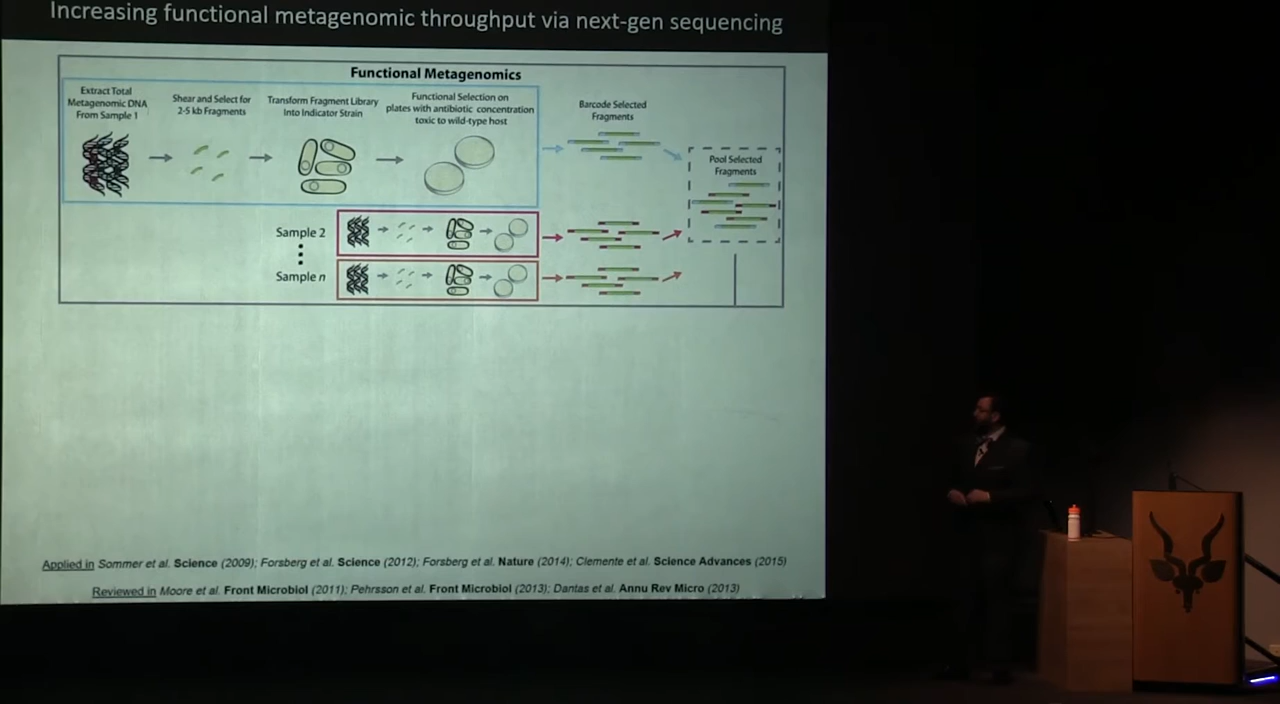 Increasing functional metagenomic throughput via next-gen sequencing
Functional Metagenomics
Extract Total
Metagenomic DNA
From Sample 1
Shear and Select for
2-5 kb Fragments
Transform Fragment Library
Into Indicator Strain
Functional Selection on
plates with antibiotic concentration
toxic to wild-type host
Barcode Selected
Fragments
Pool Selected
Fragments
Sample 2
Sample n
Applied in Sommer et al. Science (2009); Forsberg et al. Science (2012); Forsberg et al. Nature (2014); Clemente et al. Science Advances (2015)
Reviewed in Moore et al. Front Microbiol (2011); Pehrsson et al. Front Microbiol (2013); Dantas et al. Annu Rev Micro (2013)